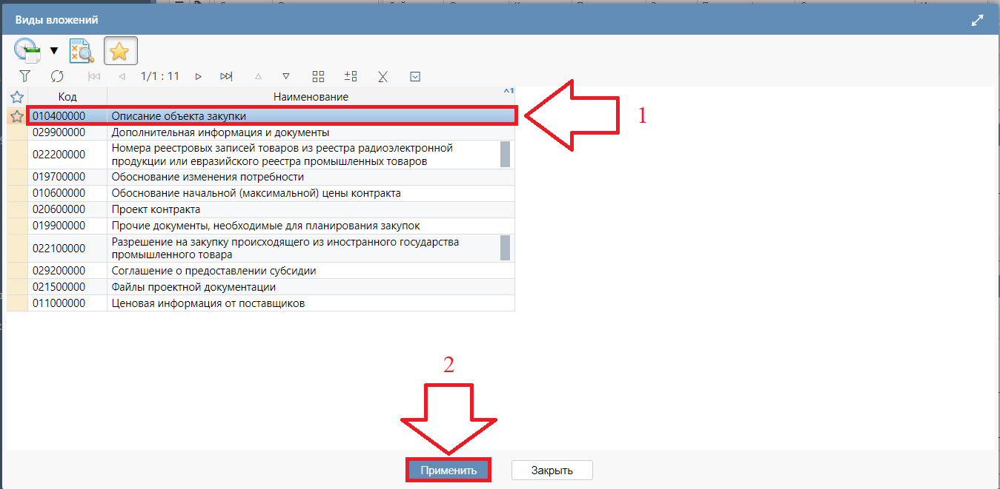 Виды вложений
1/1 : 11
Код Наименование ^1
010400000 Описание объекта закупки
1
029900000 Дополнительная информация и документы
022200000 Номера реестровых записей товаров из реестра радиоэлектронной
продукции или евразийского реестра промышленных товаров
019700000 Обоснование изменения потребности
010600000 Обоснование начальной (максимальной) цены контракта
020600000 Проект контракта
019900000 Прочие документы, необходимые для планирования закупок
022100000 Разрешение на закупку происходящего из иностранного государства
промышленного товара
029200000 Соглашение о предоставлении субсидии
021500000 Файлы проектной документации
011000000 Ценовая информация от поставщиков
2
Применить Закрыть